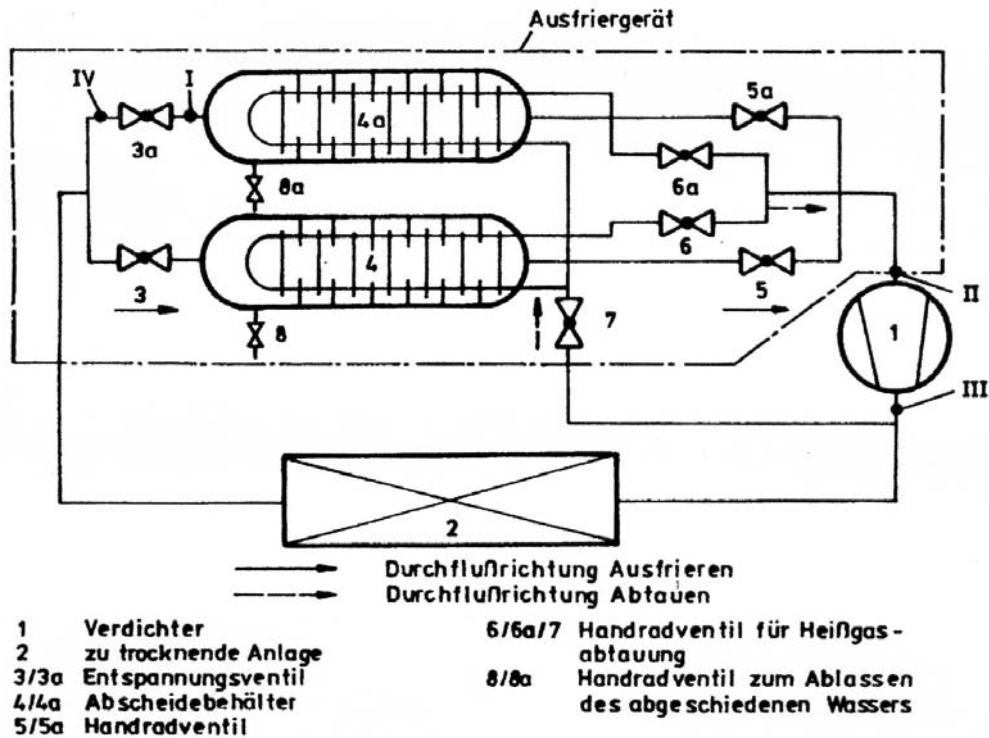 Ausfriergerät
IV
I
5a
3a
4a
8a
6a
3
4
6
5
II
8
7
1
III
2
Durchflußrichtung Ausfrieren
Durchflußrichtung Abtauen
1 Verdichter
2 zu trocknende Anlage
3/3a Entspannungsventil
4/4a Abscheidebehälter
5/5a Handradventil
6/6a/7 Handradventil für Heißgas-
abtauung
8/8a Handradventil zum Ablassen
des abgeschiedenen Wassers